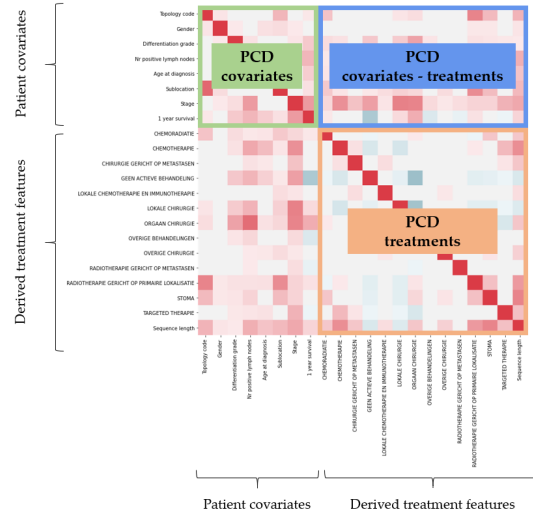 Topology code
Gender
Differentiation grade
Nr positive lymph nodes
Age at diagnosis
Sublocation
Stage
1 year survival
CHEMORADIATIE
CHEMOTHERAPIE
CHIRURGIE GERICHT OP METASTASEN
GEEN ACTIEVE BEHANDELING
LOKALE CHEMOTHERAPIE EN IMMUNOTHERAPIE
LOKALE CHIRURGIE
ORGAAN CHIRURGIE
OVERIGE BEHANDELINGEN
OVERIGE CHIRURGIE
RADIOTHERAPIE GERICHT OP METASTASEN
RADIOTHERAPIE GERICHT OP PRIMAIRE LOKALISATIE
STOMA
TARGETED THERAPIE
Sequence length
Patient covariates
Derived treatment features
PCD
covariates
PCD
covariates - treatments
PCD
treatments
Topology code
Gender
Differentiation grade
Nr positive lymph nodes
Age at diagnosis
Sublocation
Stage
1 year survival
CHEMORADIATIE
CHEMOTHERAPIE
CHIRURGIE GERICHT OP METASTASEN
GEEN ACTIEVE BEHANDELING
LOKALE CHEMOTHERAPIE EN IMMUNOTHERAPIE
LOKALE CHIRURGIE
ORGAAN CHIRURGIE
OVERIGE BEHANDELINGEN
OVERIGE CHIRURGIE
RADIOTHERAPIE GERICHT OP METASTASEN
RADIOTHERAPIE GERICHT OP PRIMAIRE LOKALISATIE
STOMA
TARGETED THERAPIE
Sequence length
Patient covariates
Derived treatment features